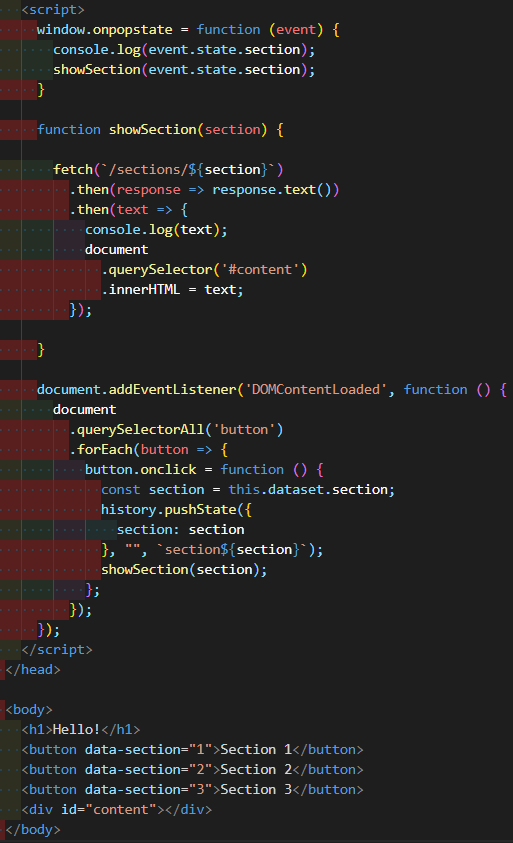 <script>
window.onpopstate = function (event) {
console.log(event.state.section);
showSection(event.state.section);
}
function showSection(section) {
fetch(`/sections/${section}`)
.then(response => response.text())
.then(text => {
console.log(text);
document
.querySelector('#content')
.innerHTML = text;
});
}
document.addEventListener('DOMContentLoaded', function () {
document
.querySelectorAll('button')
.forEach(button => {
button.onclick = function () {
const section = this.dataset.section;
history.pushState({
section: section
}, "", `section${section}`);
showSection(section);
};
});
});
</script>
</head>
<body>
<h1>Hello!</h1>
<button data-section="1">Section 1</button>
<button data-section="2">Section 2</button>
<button data-section="3">Section 3</button>
<div id="content"></div>
</body>